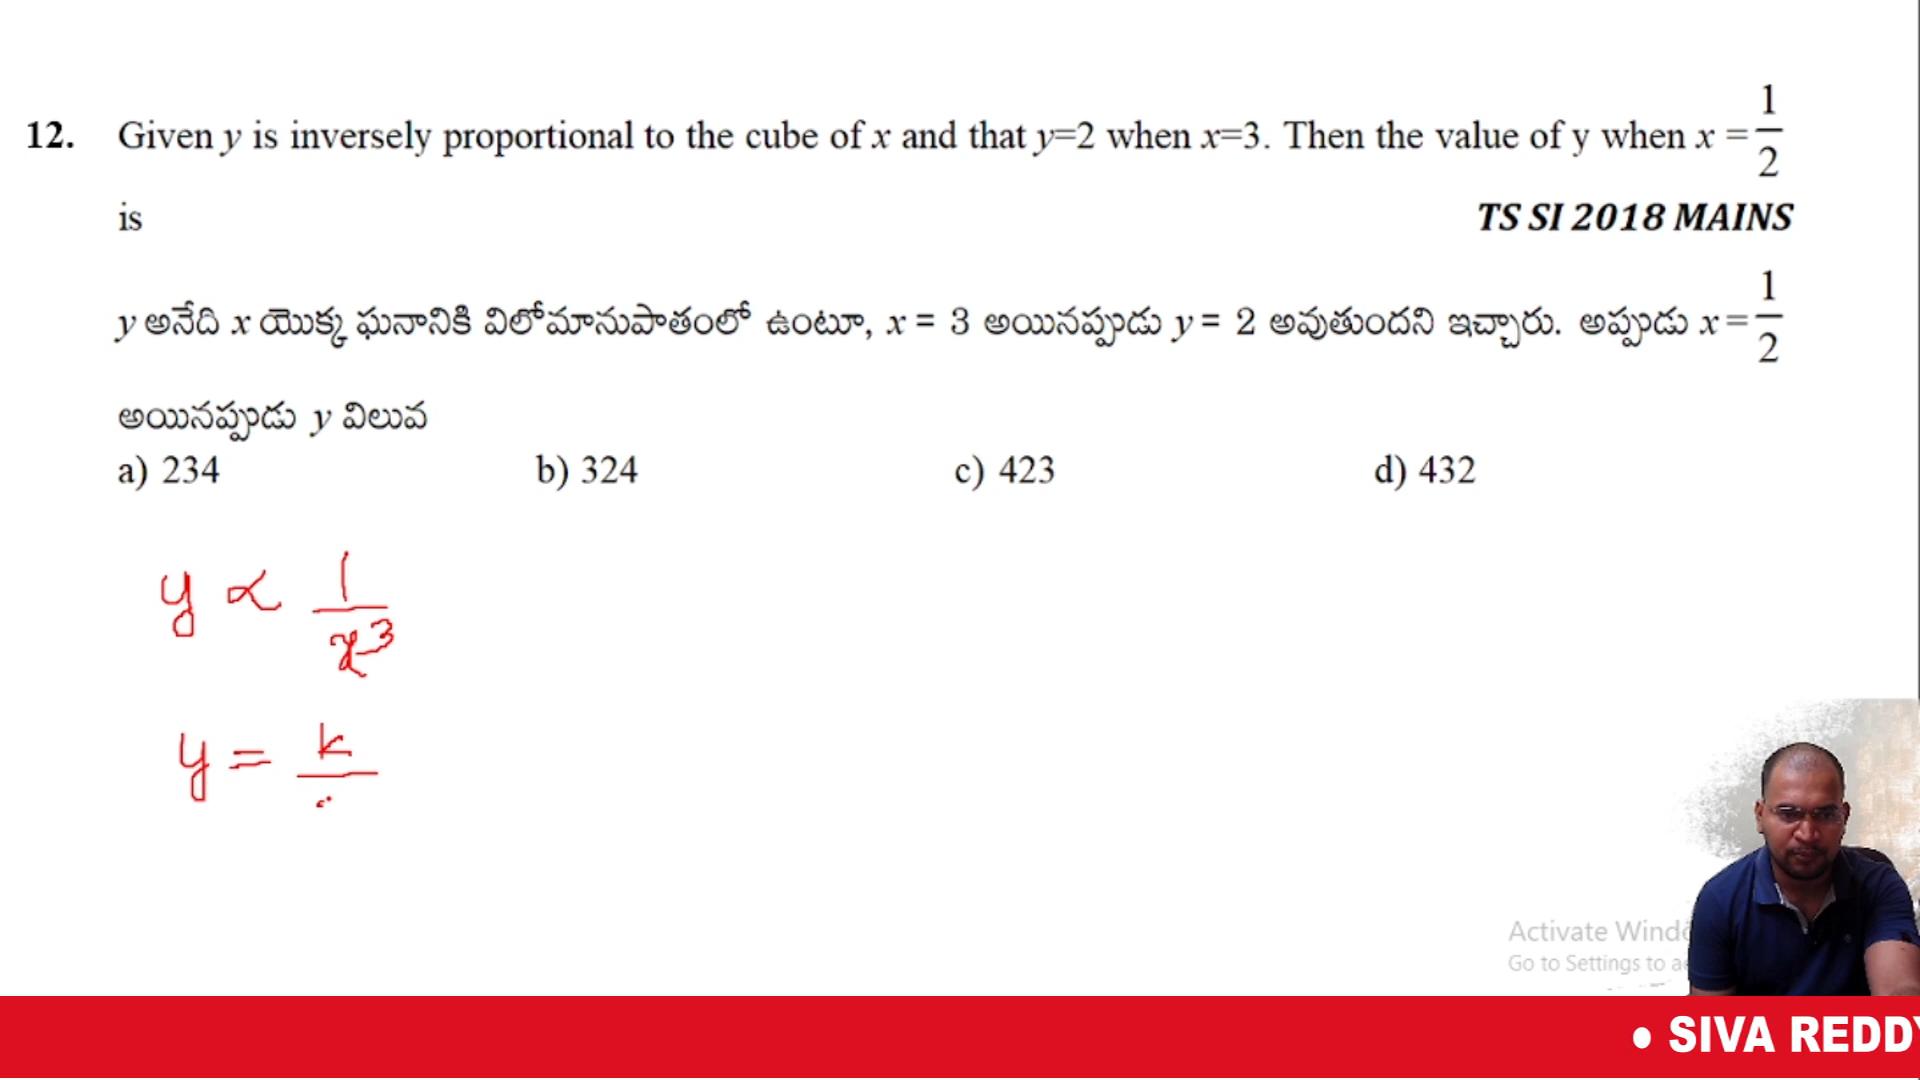 12. Given y is inversely proportional to the cube of x and that y=2 when x=3. Then the value of y when x = 1/2
is TS SI 2018 MAINS
y అనేది x యొక్క ఘనానికి విలోమానుపాతంలో ఉంటూ, x = 3 అయినప్పుడు y = 2 అవుతుందని ఇచ్చారు. అప్పుడు x = 1/2
అయినప్పుడు y విలువ
a) 234 b) 324 c) 423 d) 432
y ∝ 1/x³
y = k/
Activate Wind
Go to Settings to a
• SIVA REDDY